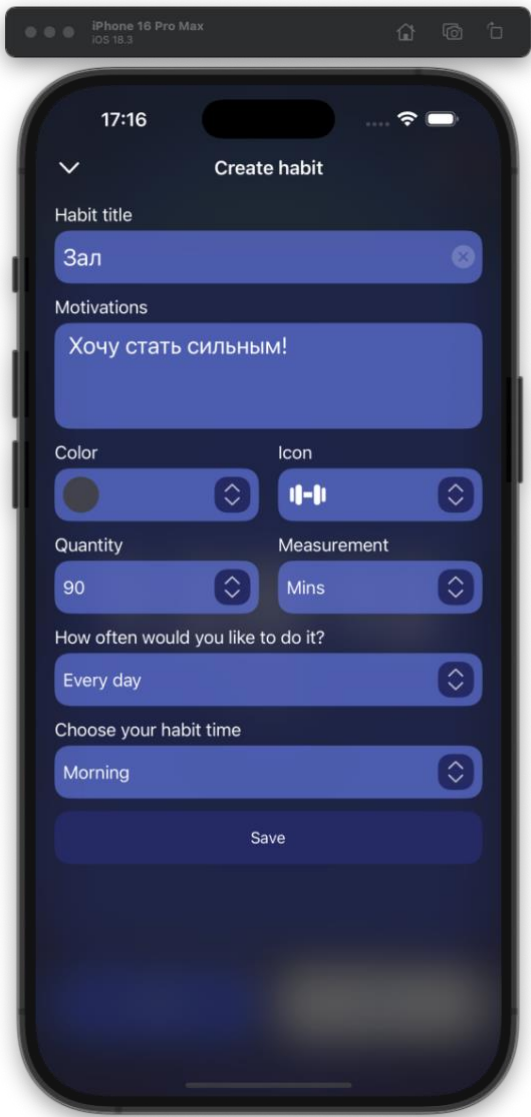 iPhone 16 Pro Max
iOS 18.3
17:16
Create habit
Habit title
Зал
Motivations
Хочу стать сильным!
Color
Icon
Quantity
Measurement
90
Mins
How often would you like to do it?
Every day
Choose your habit time
Morning
Save